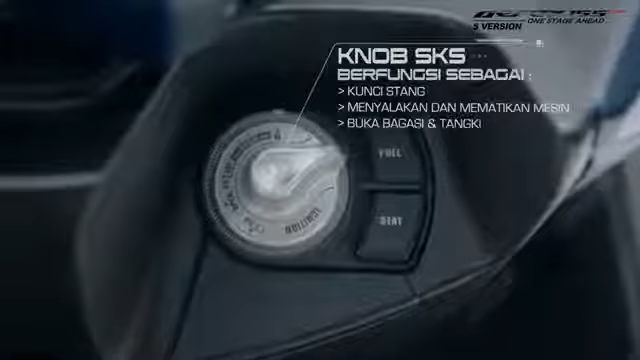 S VERSION
ONE STAGE AHEAD
KNOB SKS
BERFUNGSI SEBAGAI :
> KUNCI STANG
> MENYALAKAN DAN MEMATIKAN MESIN
> BUKA BAGASI & TANGKI
FUEL
SEAT
IGNITION